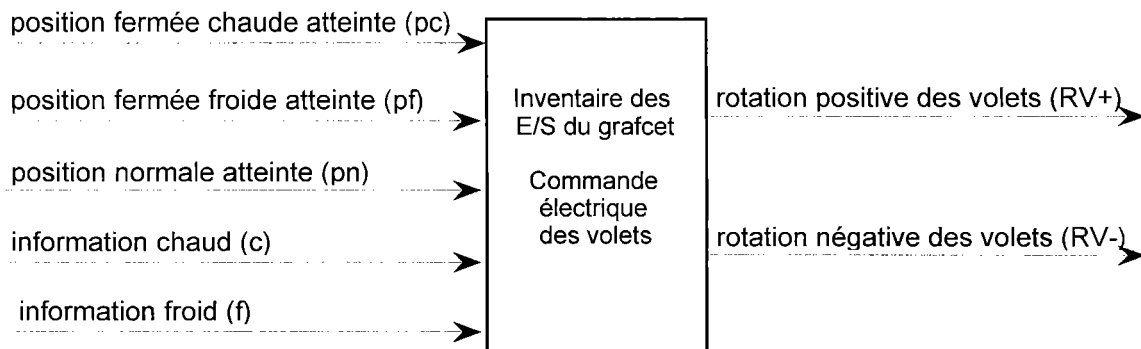 position fermée chaude atteinte (pc)
position fermée froide atteinte (pf)
position normale atteinte (pn)
information chaud (c)
information froid (f)
Inventaire des
E/S du grafcet
Commande
électrique
des volets
rotation positive des volets (RV+)
rotation négative des volets (RV-)